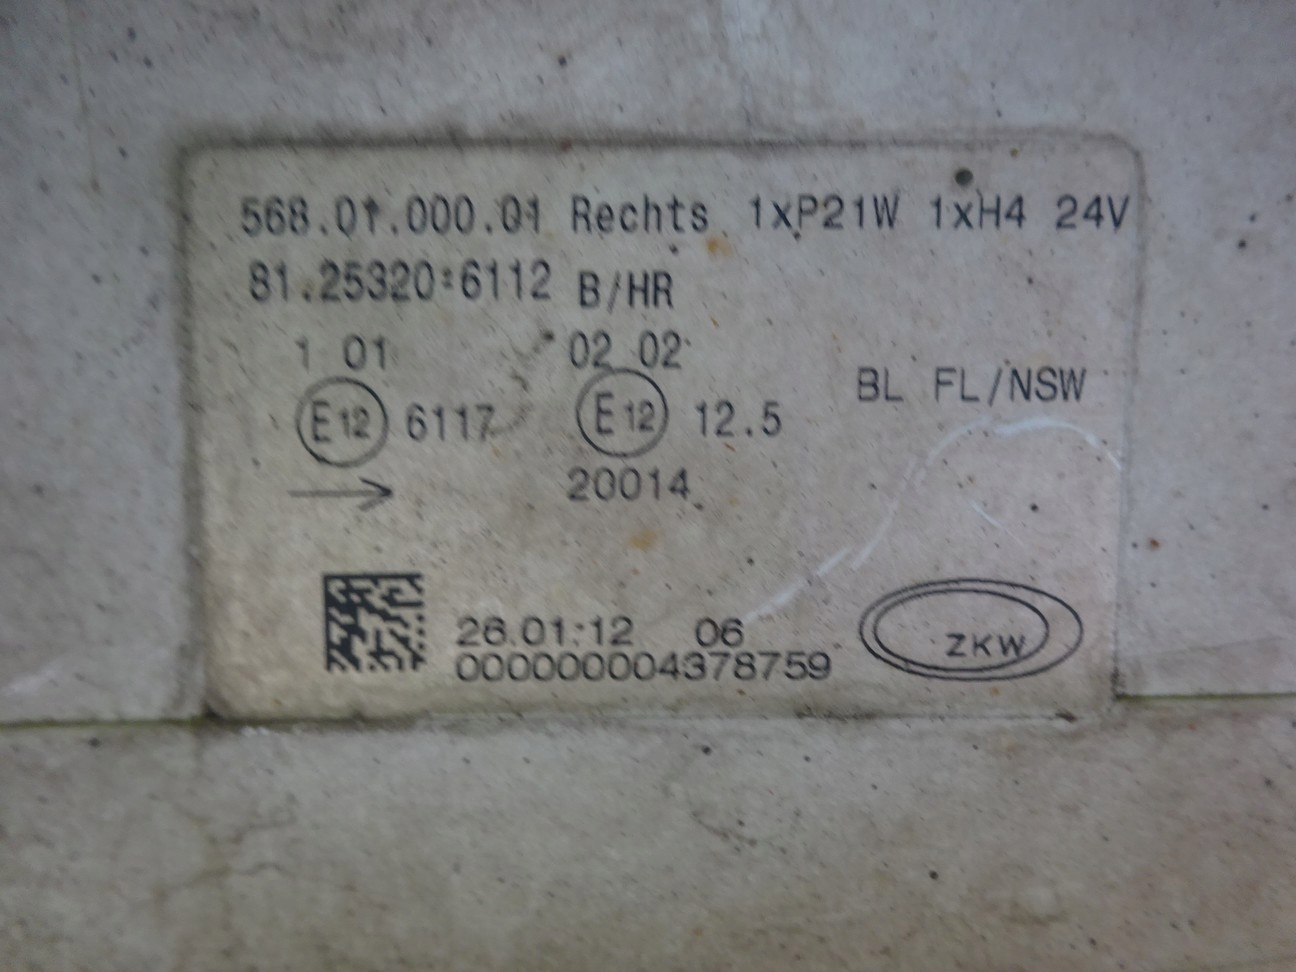 568.01.000.01 Rechts 1xP21W 1xH4 24V
81.25320-6112 B/HR
1 01 02 02
E12 6117 E12 12.5 BL FL/NSW
20014
26.01.12 06
000000004378759
ZKW